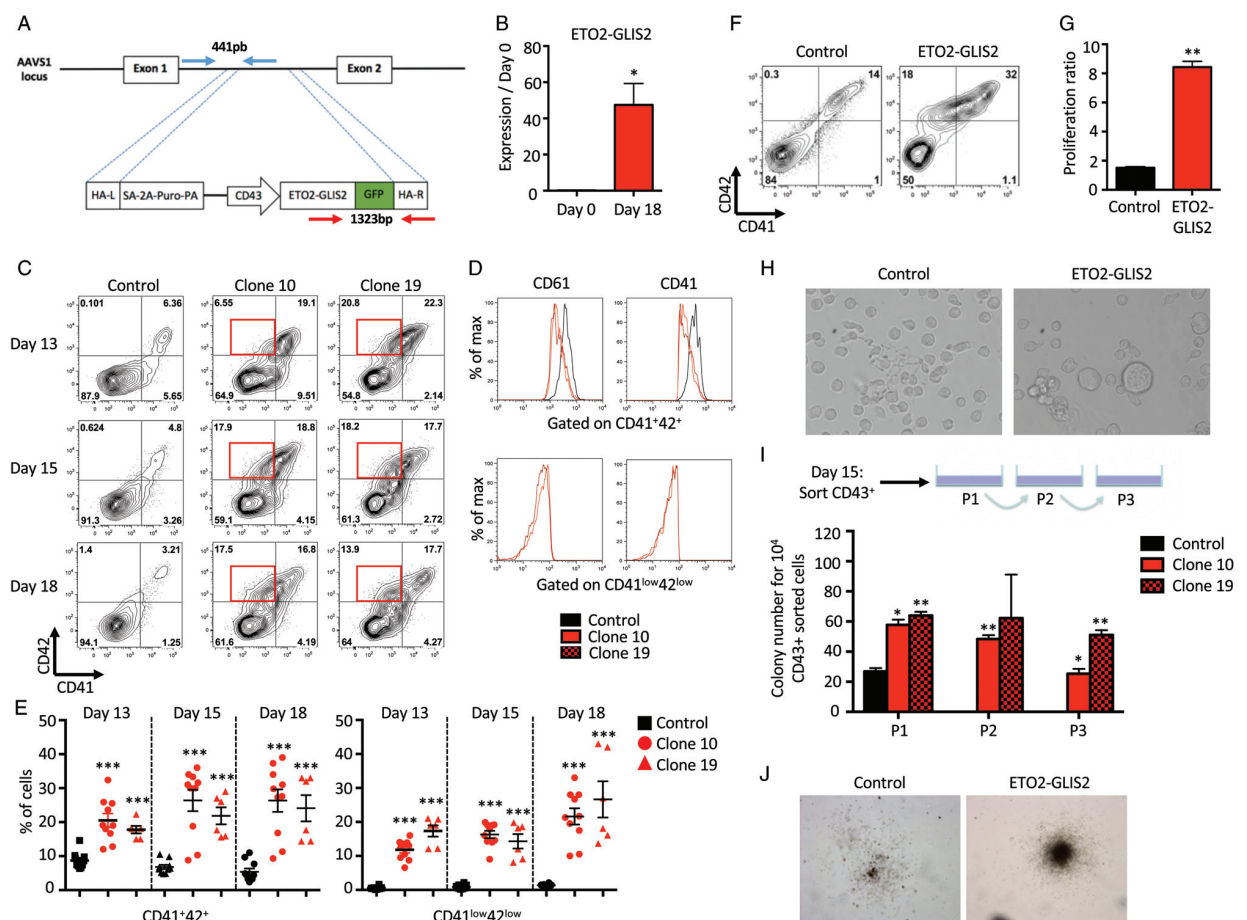 A
441pb
AAVS1
locus
Exon 1
Exon 2
HA-L
SA-2A-Puro-PA
CD43
ETO2-GLIS2
GFP
HA-R
1323bp
B
ETO2-GLIS2
Expression / Day 0
80
60
40
20
0
*
Day 0
Day 18
F
Control
ETO2-GLIS2
0.3
14
84
1
18
32
50
1.1
CD42
CD41
G
Proliferation ratio
10
8
6
4
2
0
**
Control
ETO2-
GLIS2
C
Control
Clone 10
Clone 19
Day 13
0.101
6.36
87.9
5.65
6.55
19.1
64.9
9.51
20.8
22.3
54.8
2.14
Day 15
0.624
4.8
91.3
3.26
17.9
18.8
59.1
4.15
18.2
17.7
61.3
2.72
Day 18
1.4
3.21
94.1
1.25
17.5
16.8
61.6
4.19
13.9
17.7
64
4.27
CD42
CD41
D
CD61
CD41
% of max
Gated on CD41⁺42⁺
% of max
Gated on CD41ˡᵒʷ42ˡᵒʷ
Control
Clone 10
Clone 19
H
Control
ETO2-GLIS2
I
Day 15:
Sort CD43⁺
P1
P2
P3
Colony number for 10⁴
CD43+ sorted cells
120
100
80
60
40
20
0
*
**
**
*
**
P1
P2
P3
Control
Clone 10
Clone 19
E
Day 13
Day 15
Day 18
% of cells
50
40
30
20
10
0
***
***
***
***
***
***
CD41⁺42⁺
Day 13
Day 15
Day 18
50
40
30
20
10
0
***
***
***
***
***
***
CD41ˡᵒʷ42ˡᵒʷ
Control
Clone 10
Clone 19
J
Control
ETO2-GLIS2